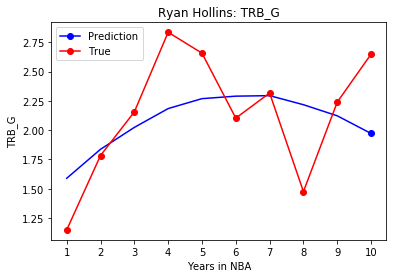 Ryan Hollins: TRB_G
Prediction
True
2.75
2.50
2.25
2.00
1.75
1.50
1.25
TRB_G
1 2 3 4 5 6 7 8 9 10
Years in NBA